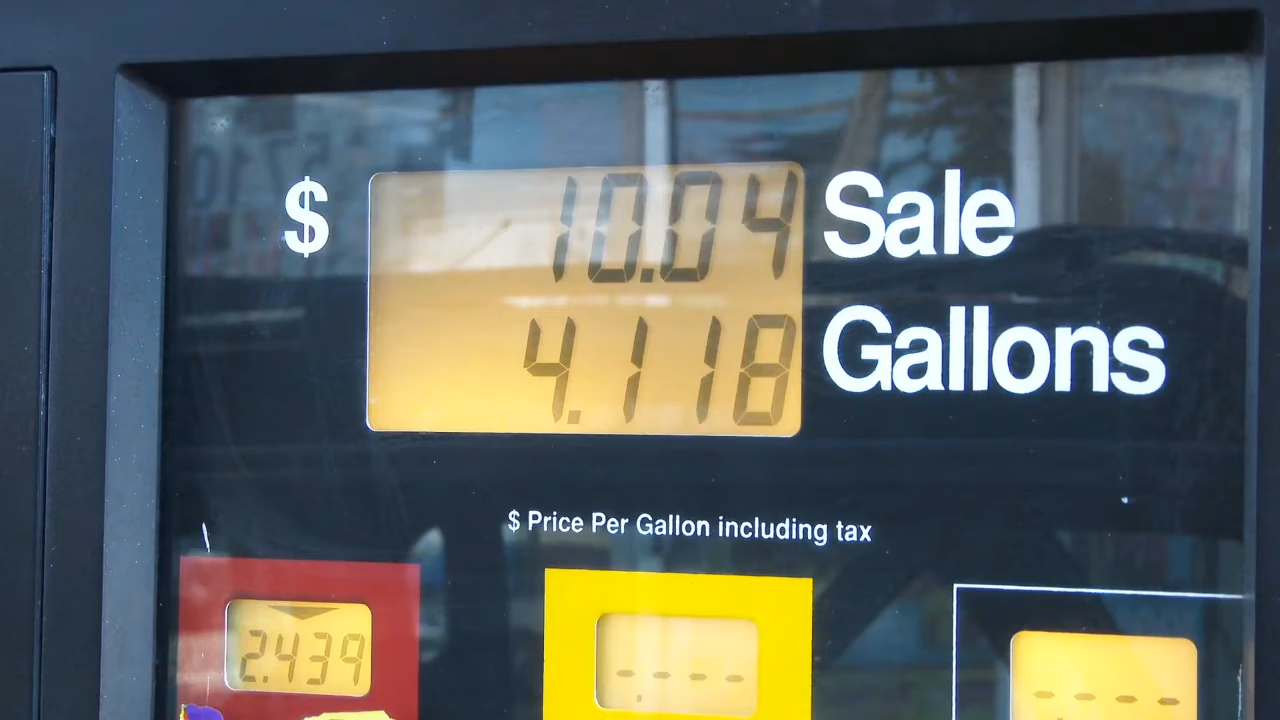 $ 10.04 Sale
4.118 Gallons
$ Price Per Gallon including tax
2.439
-.---
----